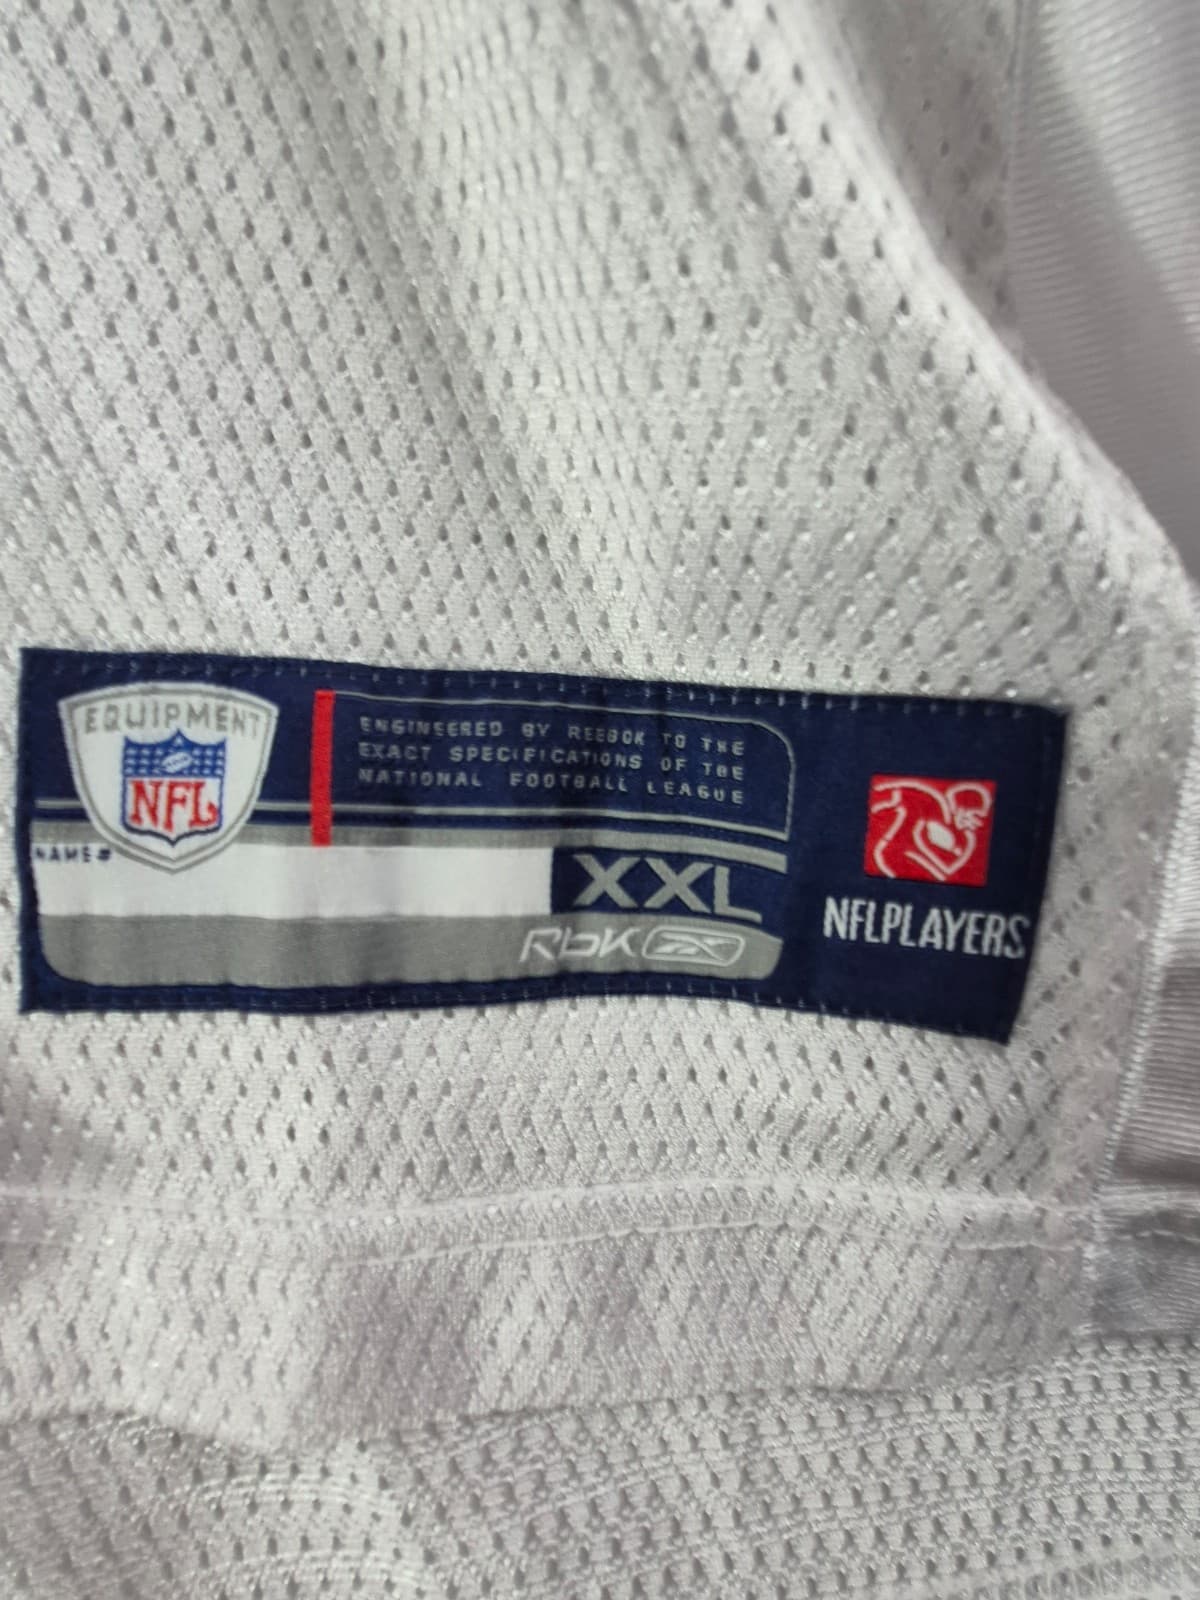 EQUIPMENT
NFL
ENGINEERED BY REEBOK TO THE
EXACT SPECIFICATIONS OF THE
NATIONAL FOOTBALL LEAGUE
NAME#
XXL
Rbk
NFLPLAYERS